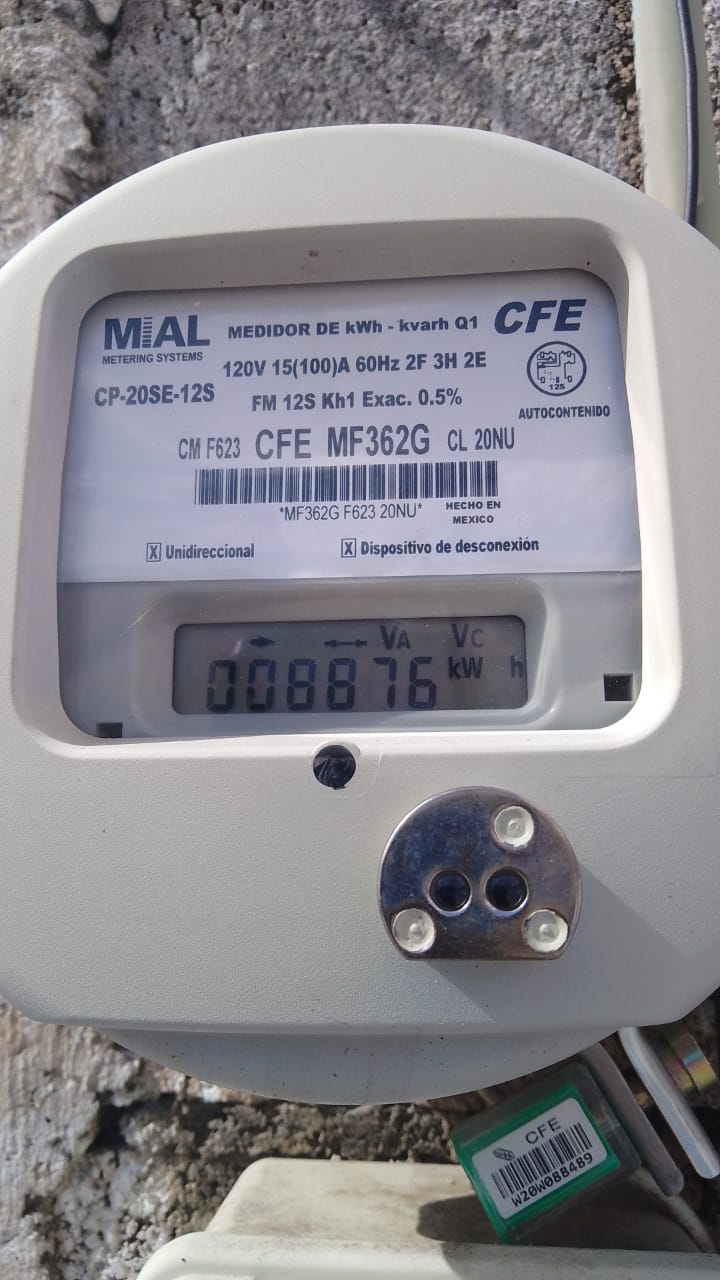 MIAL
METERING SYSTEMS
MEDIDOR DE kWh - kvarh Q1
CFE
120V 15(100)A 60Hz 2F 3H 2E
CP-20SE-12S
FM 12S Kh1 Exac. 0.5%
12S
AUTOCONTENIDO
CM F623 CFE MF362G CL 20NU
*MF362G F623 20NU*
HECHO EN
MEXICO
X Unidireccional
X Dispositivo de desconexión
VA VC
008876 kW h
CFE
W20W088489